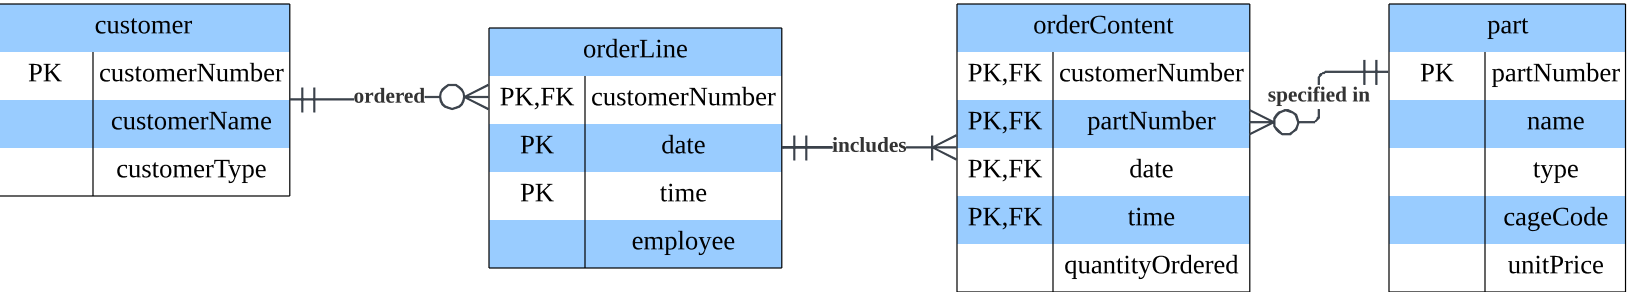 customer
PK customerNumber
customerName
customerType
ordered
orderLine
PK,FK customerNumber
PK date
PK time
employee
includes
orderContent
PK,FK customerNumber
PK,FK partNumber
PK,FK date
PK,FK time
quantityOrdered
specified in
part
PK partNumber
name
type
cageCode
unitPrice